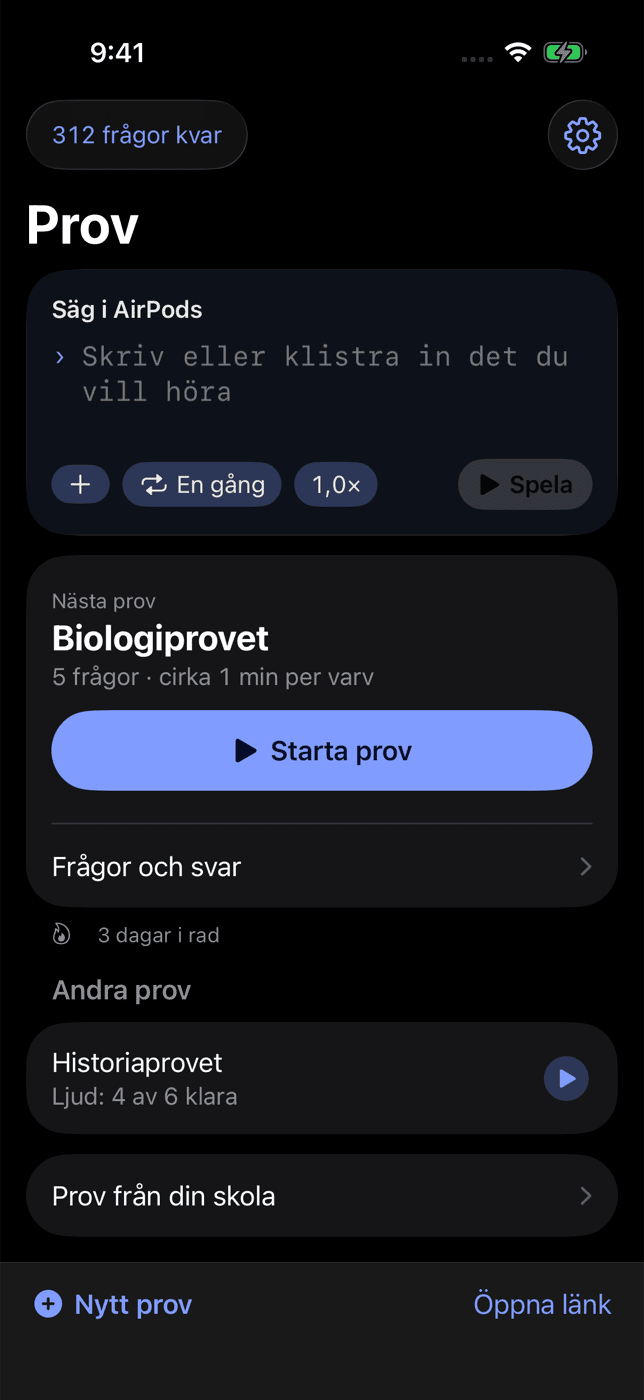 9:41
312 frågor kvar
Prov
Säg i AirPods
› Skriv eller klistra in det du
vill höra
En gång
1,0×
Spela
Nästa prov
Biologiprovet
5 frågor · cirka 1 min per varv
Starta prov
Frågor och svar
3 dagar i rad
Andra prov
Historiaprovet
Ljud: 4 av 6 klara
Prov från din skola
Nytt prov
Öppna länk